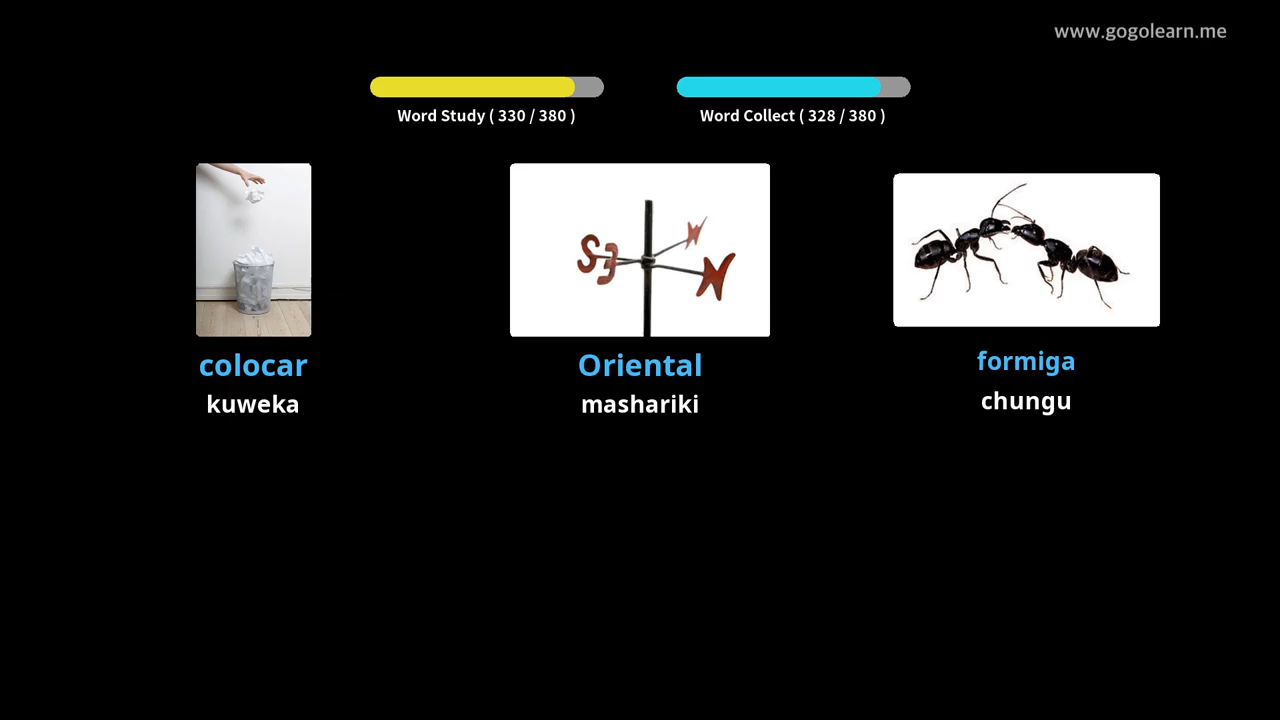 www.gogolearn.me
Word Study ( 330 / 380 )
Word Collect ( 328 / 380 )
colocar
kuweka
Oriental
mashariki
formiga
chungu